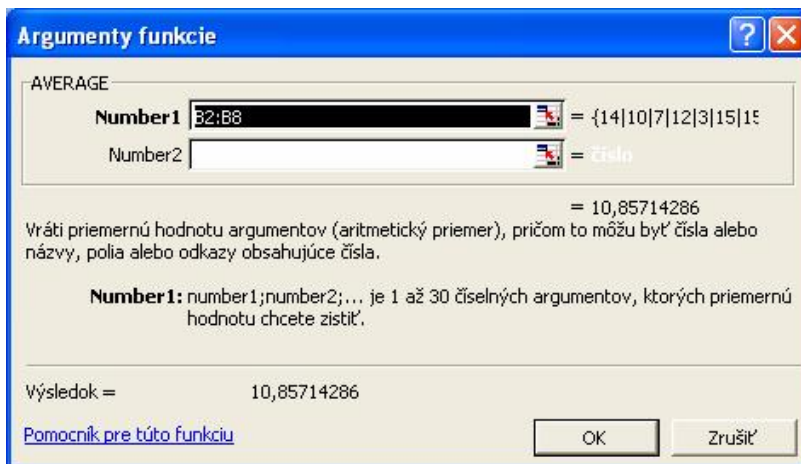 Argumenty funkcie
AVERAGE
Number1 B2:B8 = {14|10|7|12|3|15|15
Number2 = číslo
= 10,85714286
Vráti priemernú hodnotu argumentov (aritmetický priemer), pričom to môžu byť čísla alebo
názvy, polia alebo odkazy obsahujúce čísla.
Number1: number1;number2;... je 1 až 30 číselných argumentov, ktorých priemernú
hodnotu chcete zistiť.
Výsledok = 10,85714286
Pomocník pre túto funkciu OK Zrušiť